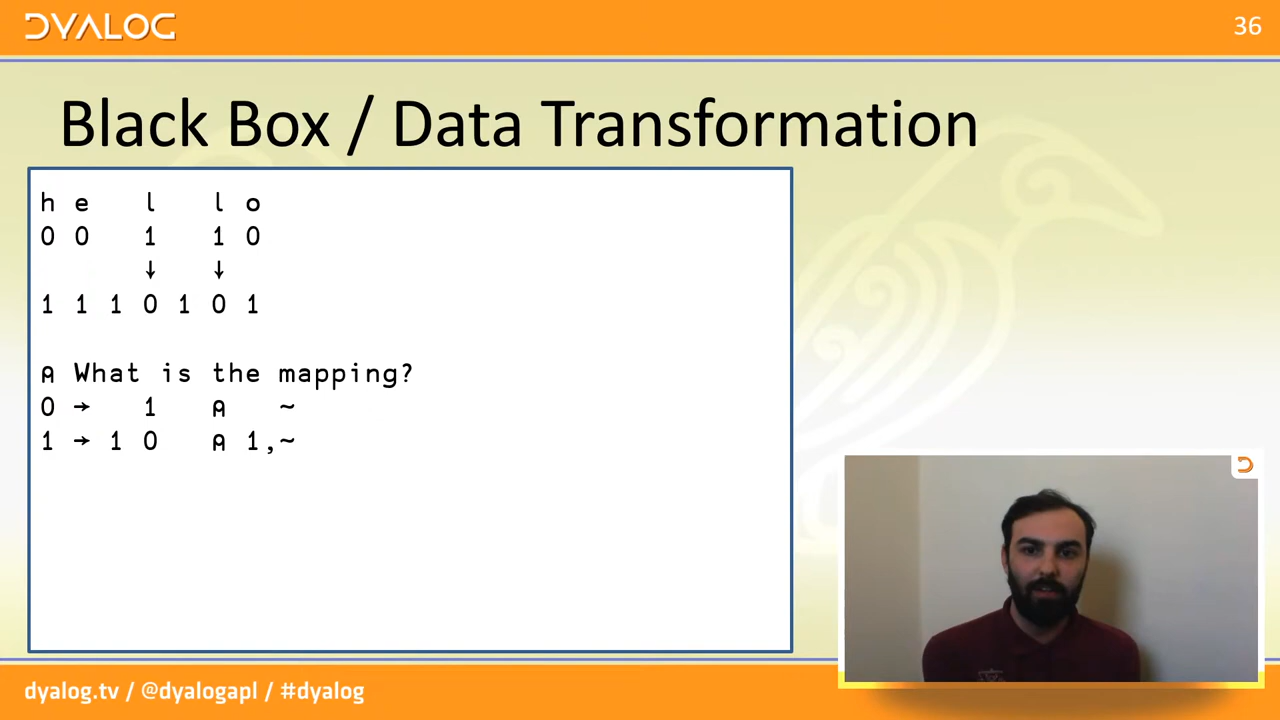 DYALOG
36
Black Box / Data Transformation
h e l l o
0 0 1 1 0
↓ ↓
1 1 1 0 1 0 1
⍝ What is the mapping?
0 → 1 ⍝ ~
1 → 1 0 ⍝ 1,~
dyalog.tv / @dyalogapl / #dyalog